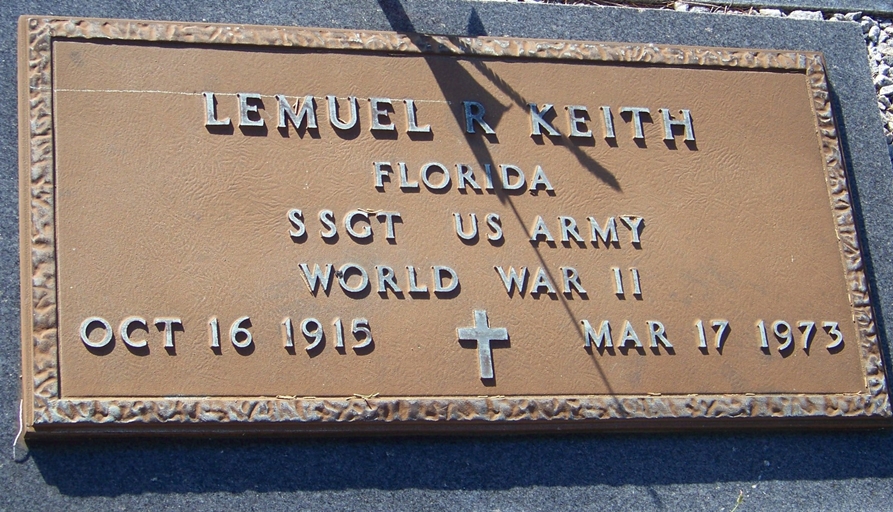 LEMUEL R KEITH
FLORIDA
SSGT US ARMY
WORLD WAR II
OCT 16 1915 MAR 17 1973